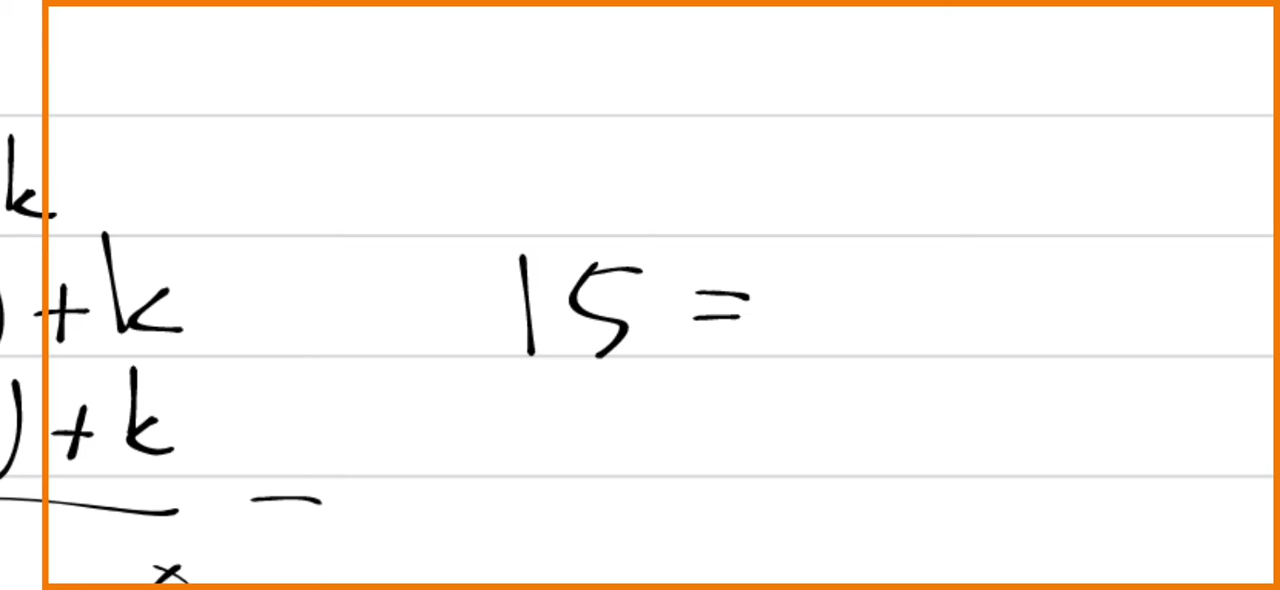 k
) + k 15 =
) + k
—
x